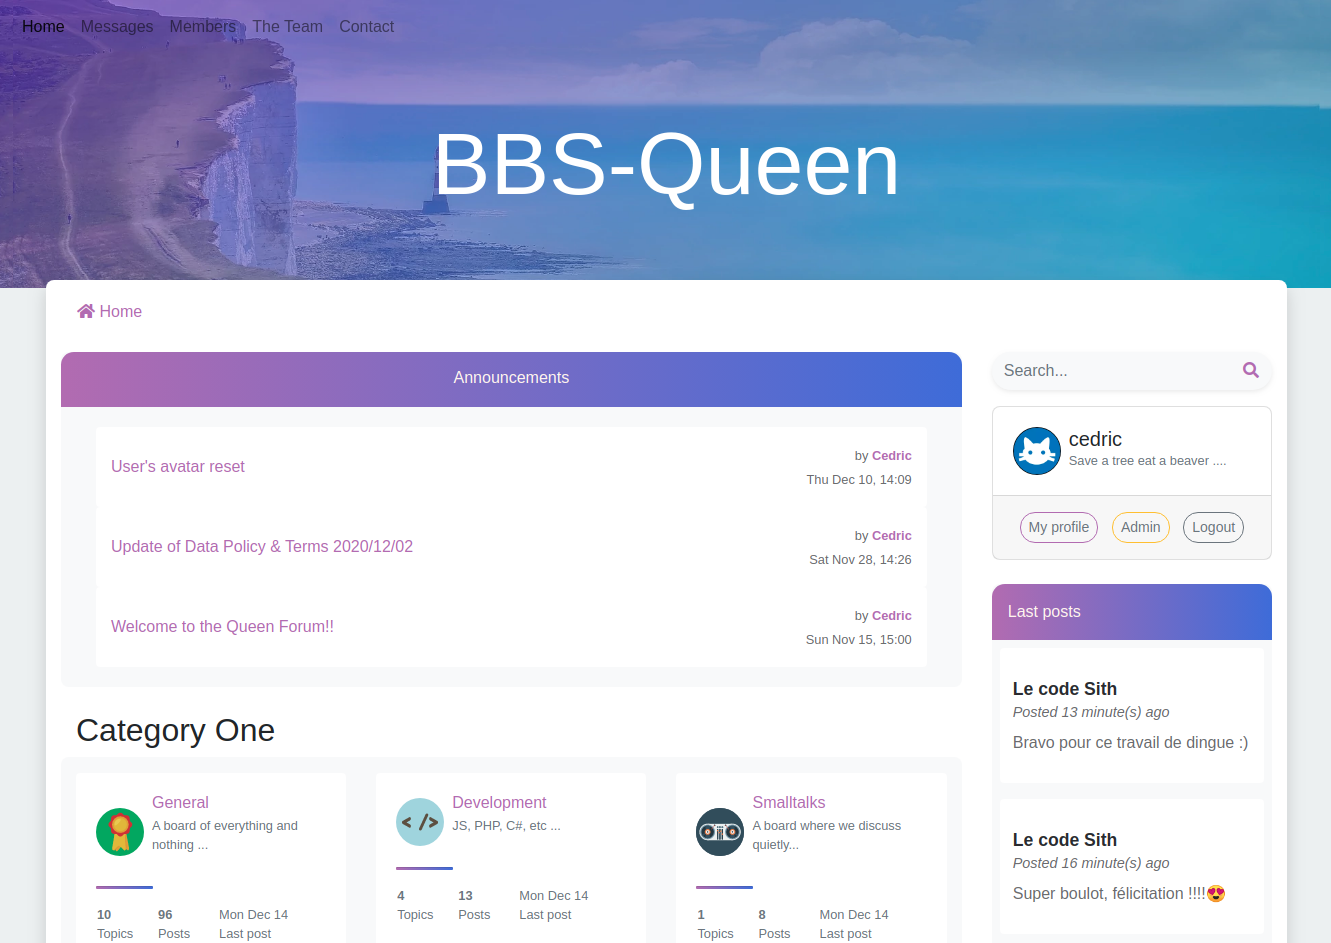 Home Messages Members The Team Contact
BBS-Queen
Home
Announcements
User's avatar reset
by Cedric
Thu Dec 10, 14:09
Update of Data Policy & Terms 2020/12/02
by Cedric
Sat Nov 28, 14:26
Welcome to the Queen Forum!!
by Cedric
Sun Nov 15, 15:00
Category One
General
A board of everything and
nothing ...
10 96 Mon Dec 14
Topics Posts Last post
Development
JS, PHP, C#, etc ...
4 13 Mon Dec 14
Topics Posts Last post
Smalltalks
A board where we discuss
quietly...
1 8 Mon Dec 14
Topics Posts Last post
Search...
cedric
Save a tree eat a beaver ....
My profile Admin Logout
Last posts
Le code Sith
Posted 13 minute(s) ago
Bravo pour ce travail de dingue :)
Le code Sith
Posted 16 minute(s) ago
Super boulot, félicitation !!!!😍